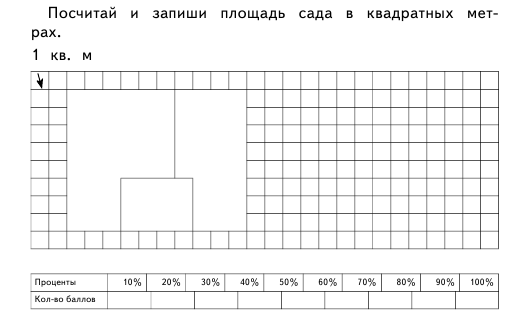 Посчитай и запиши площадь сада в квадратных мет-
рах.
1 кв. м
Проценты 10% 20% 30% 40% 50% 60% 70% 80% 90% 100%
Кол-во баллов